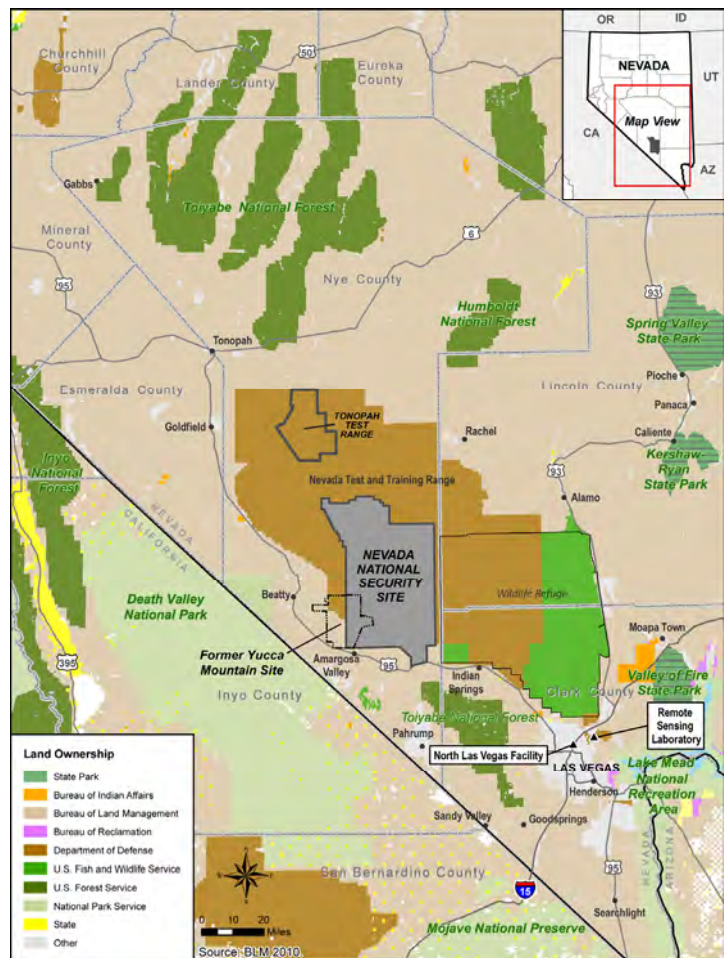 OR
ID
NEVADA
UT
CA
Map View
AZ
Churchhill
County
50
Lander County
Eureka
County
Gabbs
Toiyabe National Forest
Mineral
County
6
95
Nye County
93
Humboldt
National Forest
Spring Valley
State Park
Tonopah
Pioche
Esmeralda County
Lincoln County
Panaca
TONOPAH
TEST
RANGE
Goldfield
Rachel
Caliente
Inyo
National
Forest
Kershaw-
Ryan
State Park
93
Nevada Test and Training Range
Alamo
NEVADA
CALIFORNIA
NEVADA
NATIONAL
SECURITY
SITE
Death Valley
National Park
Beatty
Wildlife Refuge
Moapa Town
Former Yucca
Mountain Site
Amargosa
Valley
95
395
Indian
Springs
Valley of Fire
State Park
Inyo County
Clark County
Toiyabe National Forest
Remote
Sensing
Laboratory
Pahrump
North Las Vegas Facility
LAS VEGAS
Lake Mead
National
Recreation
Area
Henderson
Land Ownership
State Park
Bureau of Indian Affairs
Bureau of Land Management
Bureau of Reclamation
Department of Defense
U.S. Fish and Wildlife Service
U.S. Forest Service
National Park Service
State
Other
Sandy Valley
Goodsprings
NEVADA
ARIZONA
San Bernardino County
95
15
Searchlight
0 10 20
Miles
Mojave National Preserve
Source: BLM 2010